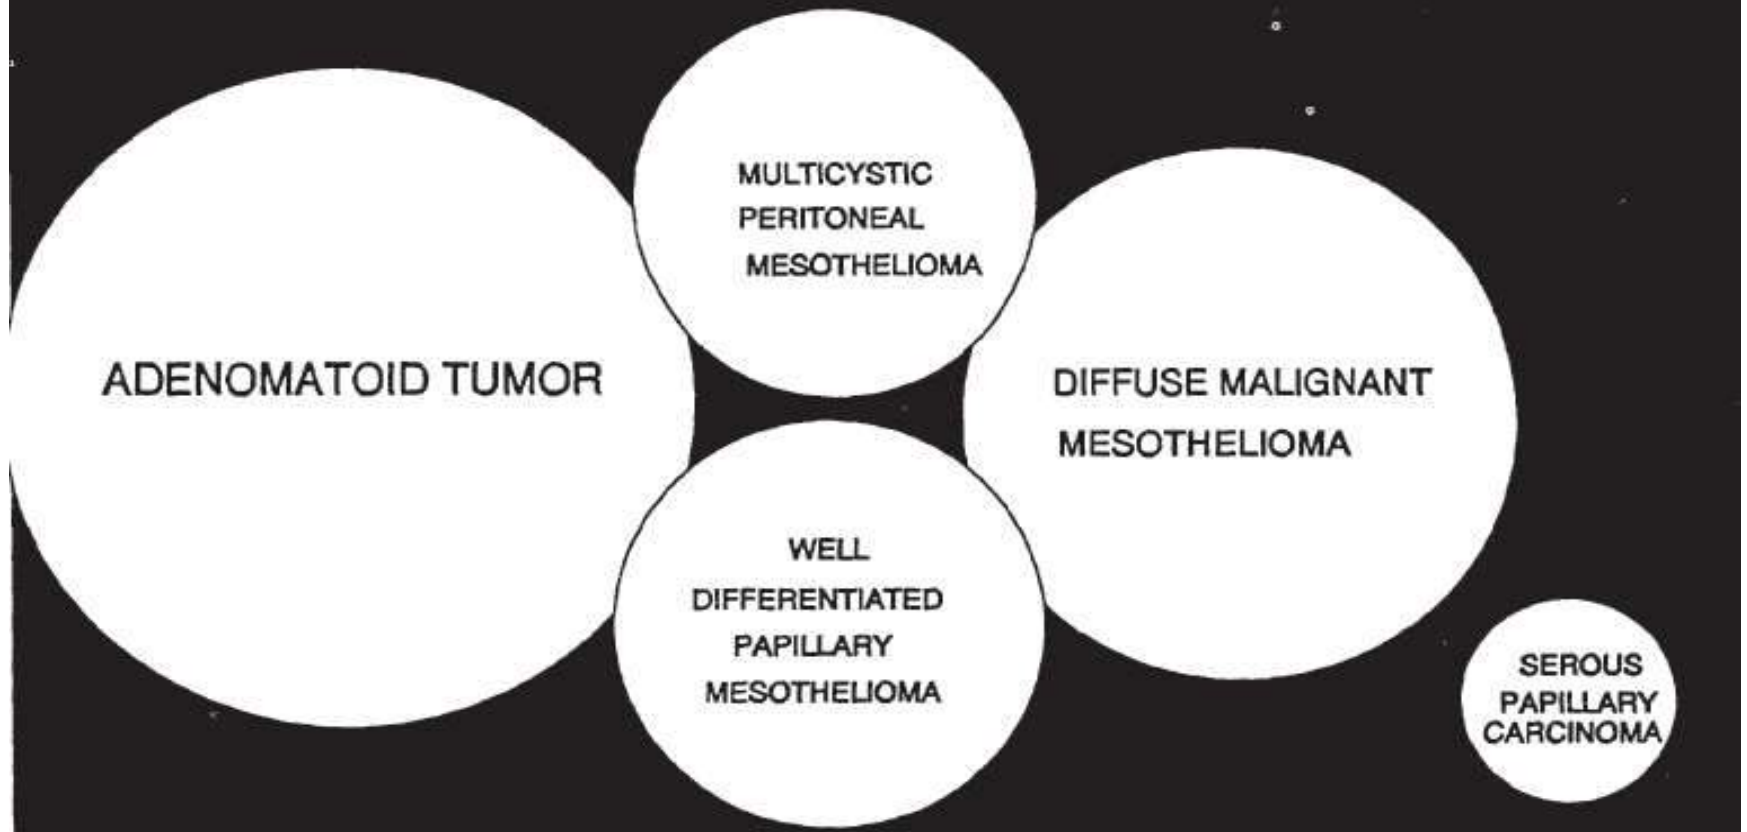 ADENOMATOID TUMOR
MULTICYSTIC
PERITONEAL
MESOTHELIOMA
WELL
DIFFERENTIATED
PAPILLARY
MESOTHELIOMA
DIFFUSE MALIGNANT
MESOTHELIOMA
SEROUS
PAPILLARY
CARCINOMA